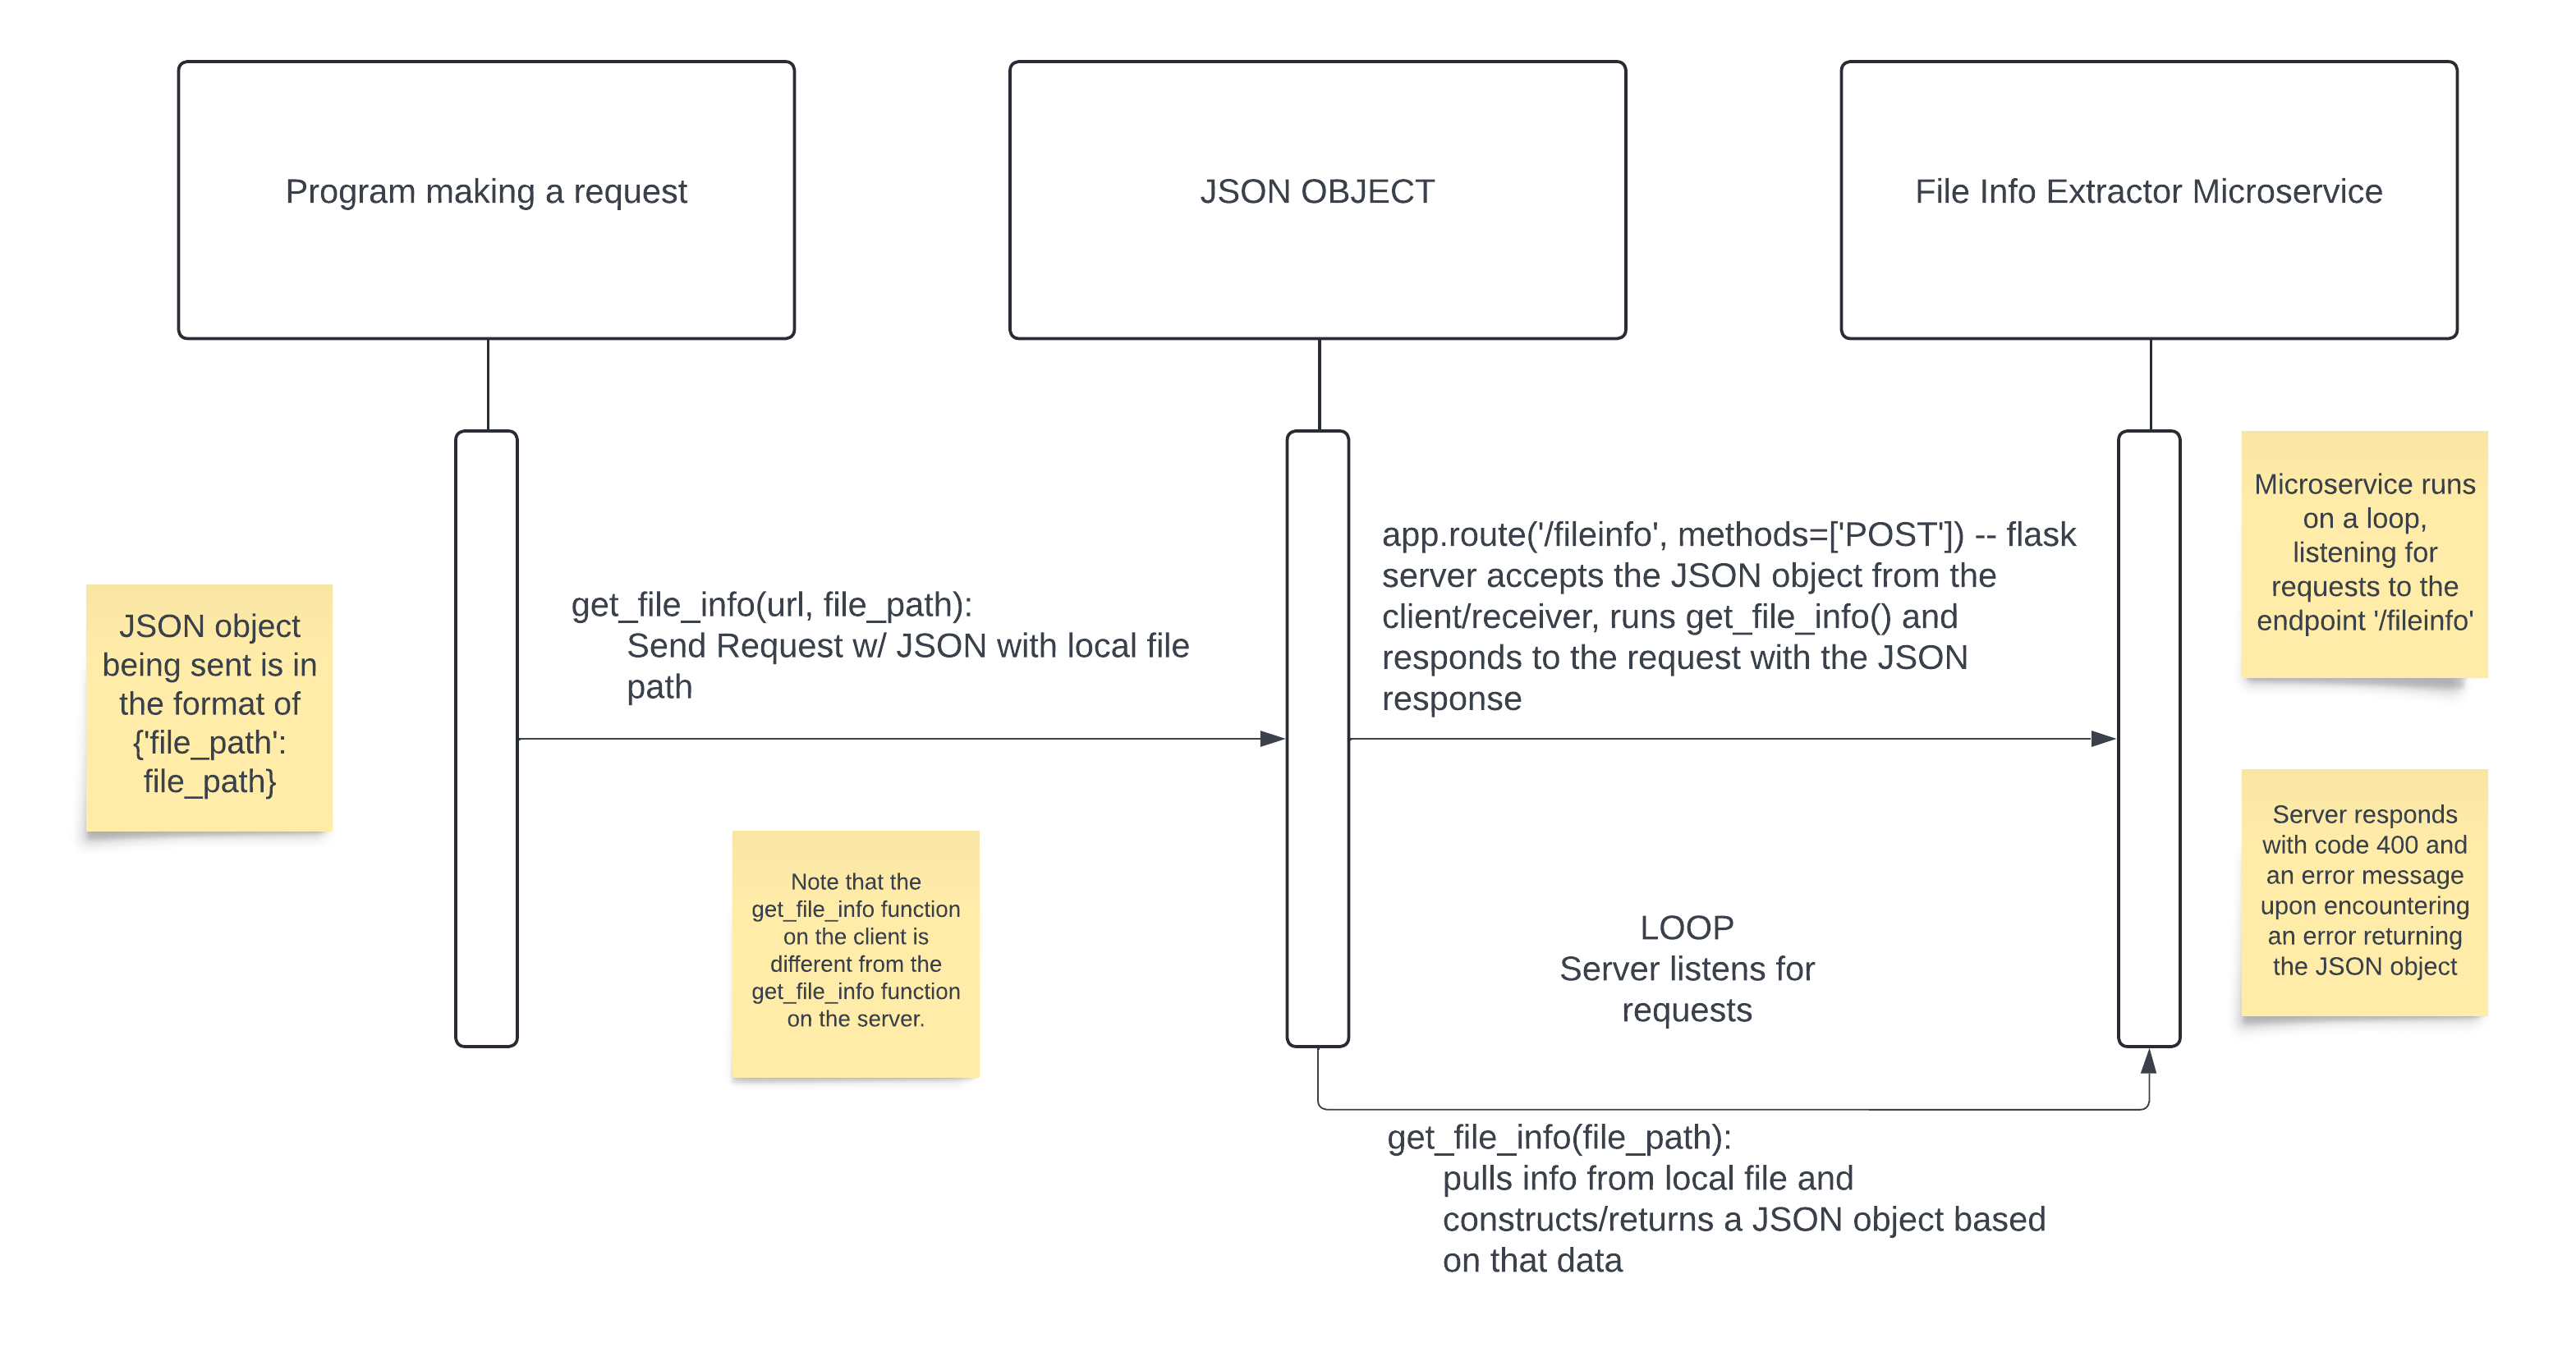 Program making a request
JSON OBJECT
File Info Extractor Microservice
JSON object
being sent is in
the format of
{'file_path':
file_path}
get_file_info(url, file_path):
Send Request w/ JSON with local file
path
Note that the
get_file_info function
on the client is
different from the
get_file_info function
on the server.
app.route('/fileinfo', methods=['POST']) -- flask
server accepts the JSON object from the
client/receiver, runs get_file_info() and
responds to the request with the JSON
response
LOOP
Server listens for
requests
get_file_info(file_path):
pulls info from local file and
constructs/returns a JSON object based
on that data
Microservice runs
on a loop,
listening for
requests to the
endpoint '/fileinfo'
Server responds
with code 400 and
an error message
upon encountering
an error returning
the JSON object